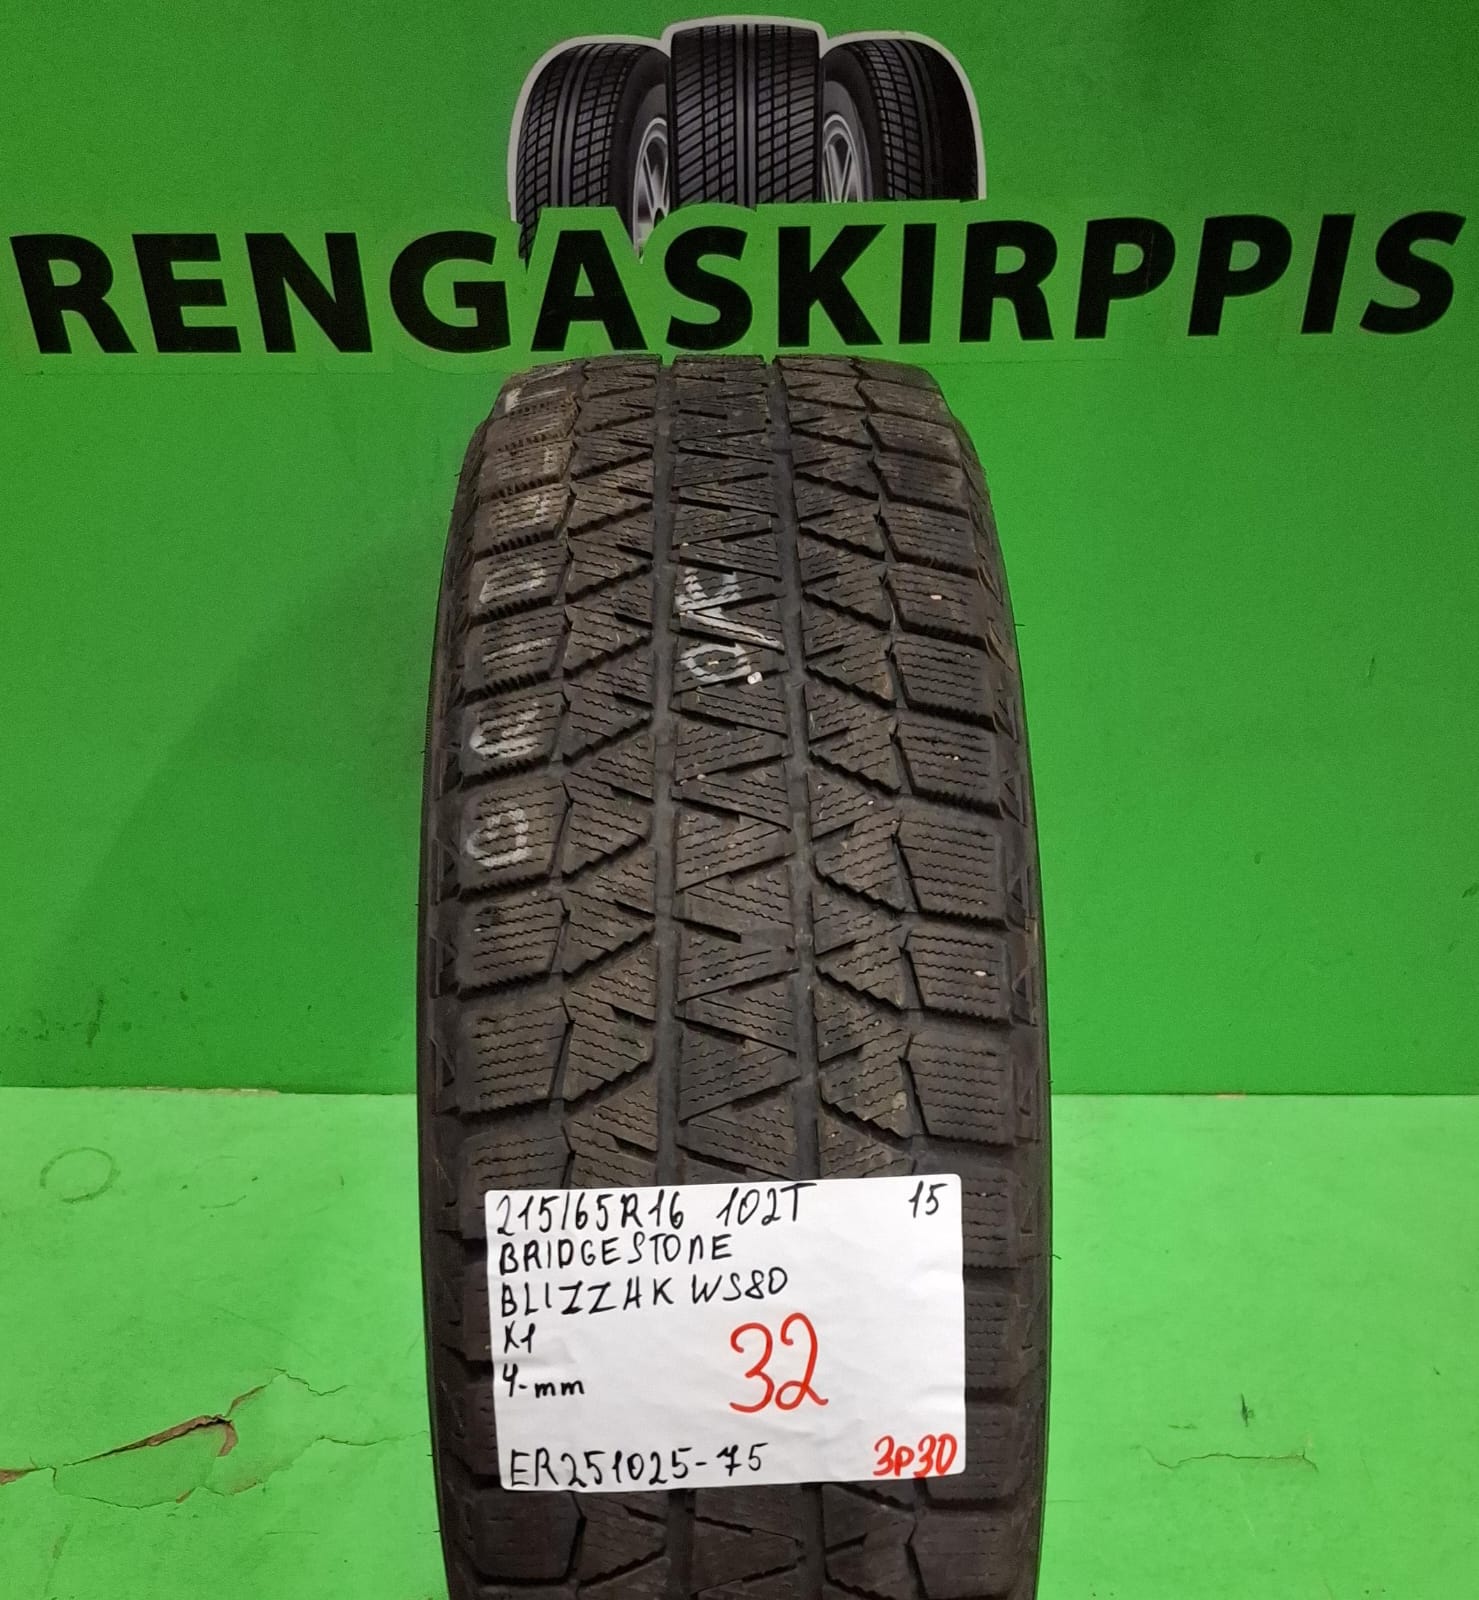 RENGASKIRPPIS
215/65R16 102T 15
BRIDGESTONE
BLIZZAK WS80
X1
4-mm
32
ER251025-75
3P30